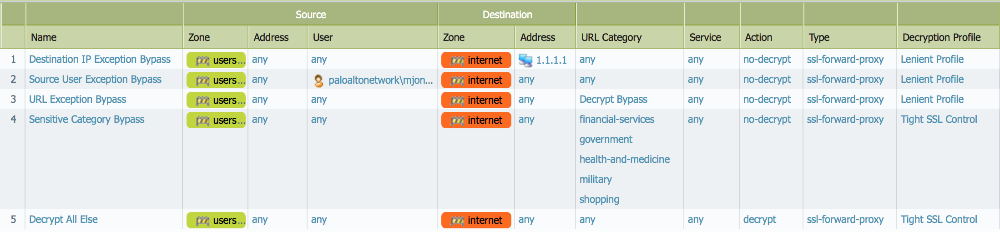 Source Destination
Name Zone Address User Zone Address URL Category Service Action Type Decryption Profile
1 Destination IP Exception Bypass users... any any internet 1.1.1.1 any any no-decrypt ssl-forward-proxy Lenient Profile
2 Source User Exception Bypass users... any paloaltonetwork\mjon... internet any any any no-decrypt ssl-forward-proxy Lenient Profile
3 URL Exception Bypass users... any any internet any Decrypt Bypass any no-decrypt ssl-forward-proxy Lenient Profile
4 Sensitive Category Bypass users... any any internet any financial-services any no-decrypt ssl-forward-proxy Tight SSL Control
government
health-and-medicine
military
shopping
5 Decrypt All Else users... any any internet any any any decrypt ssl-forward-proxy Tight SSL Control